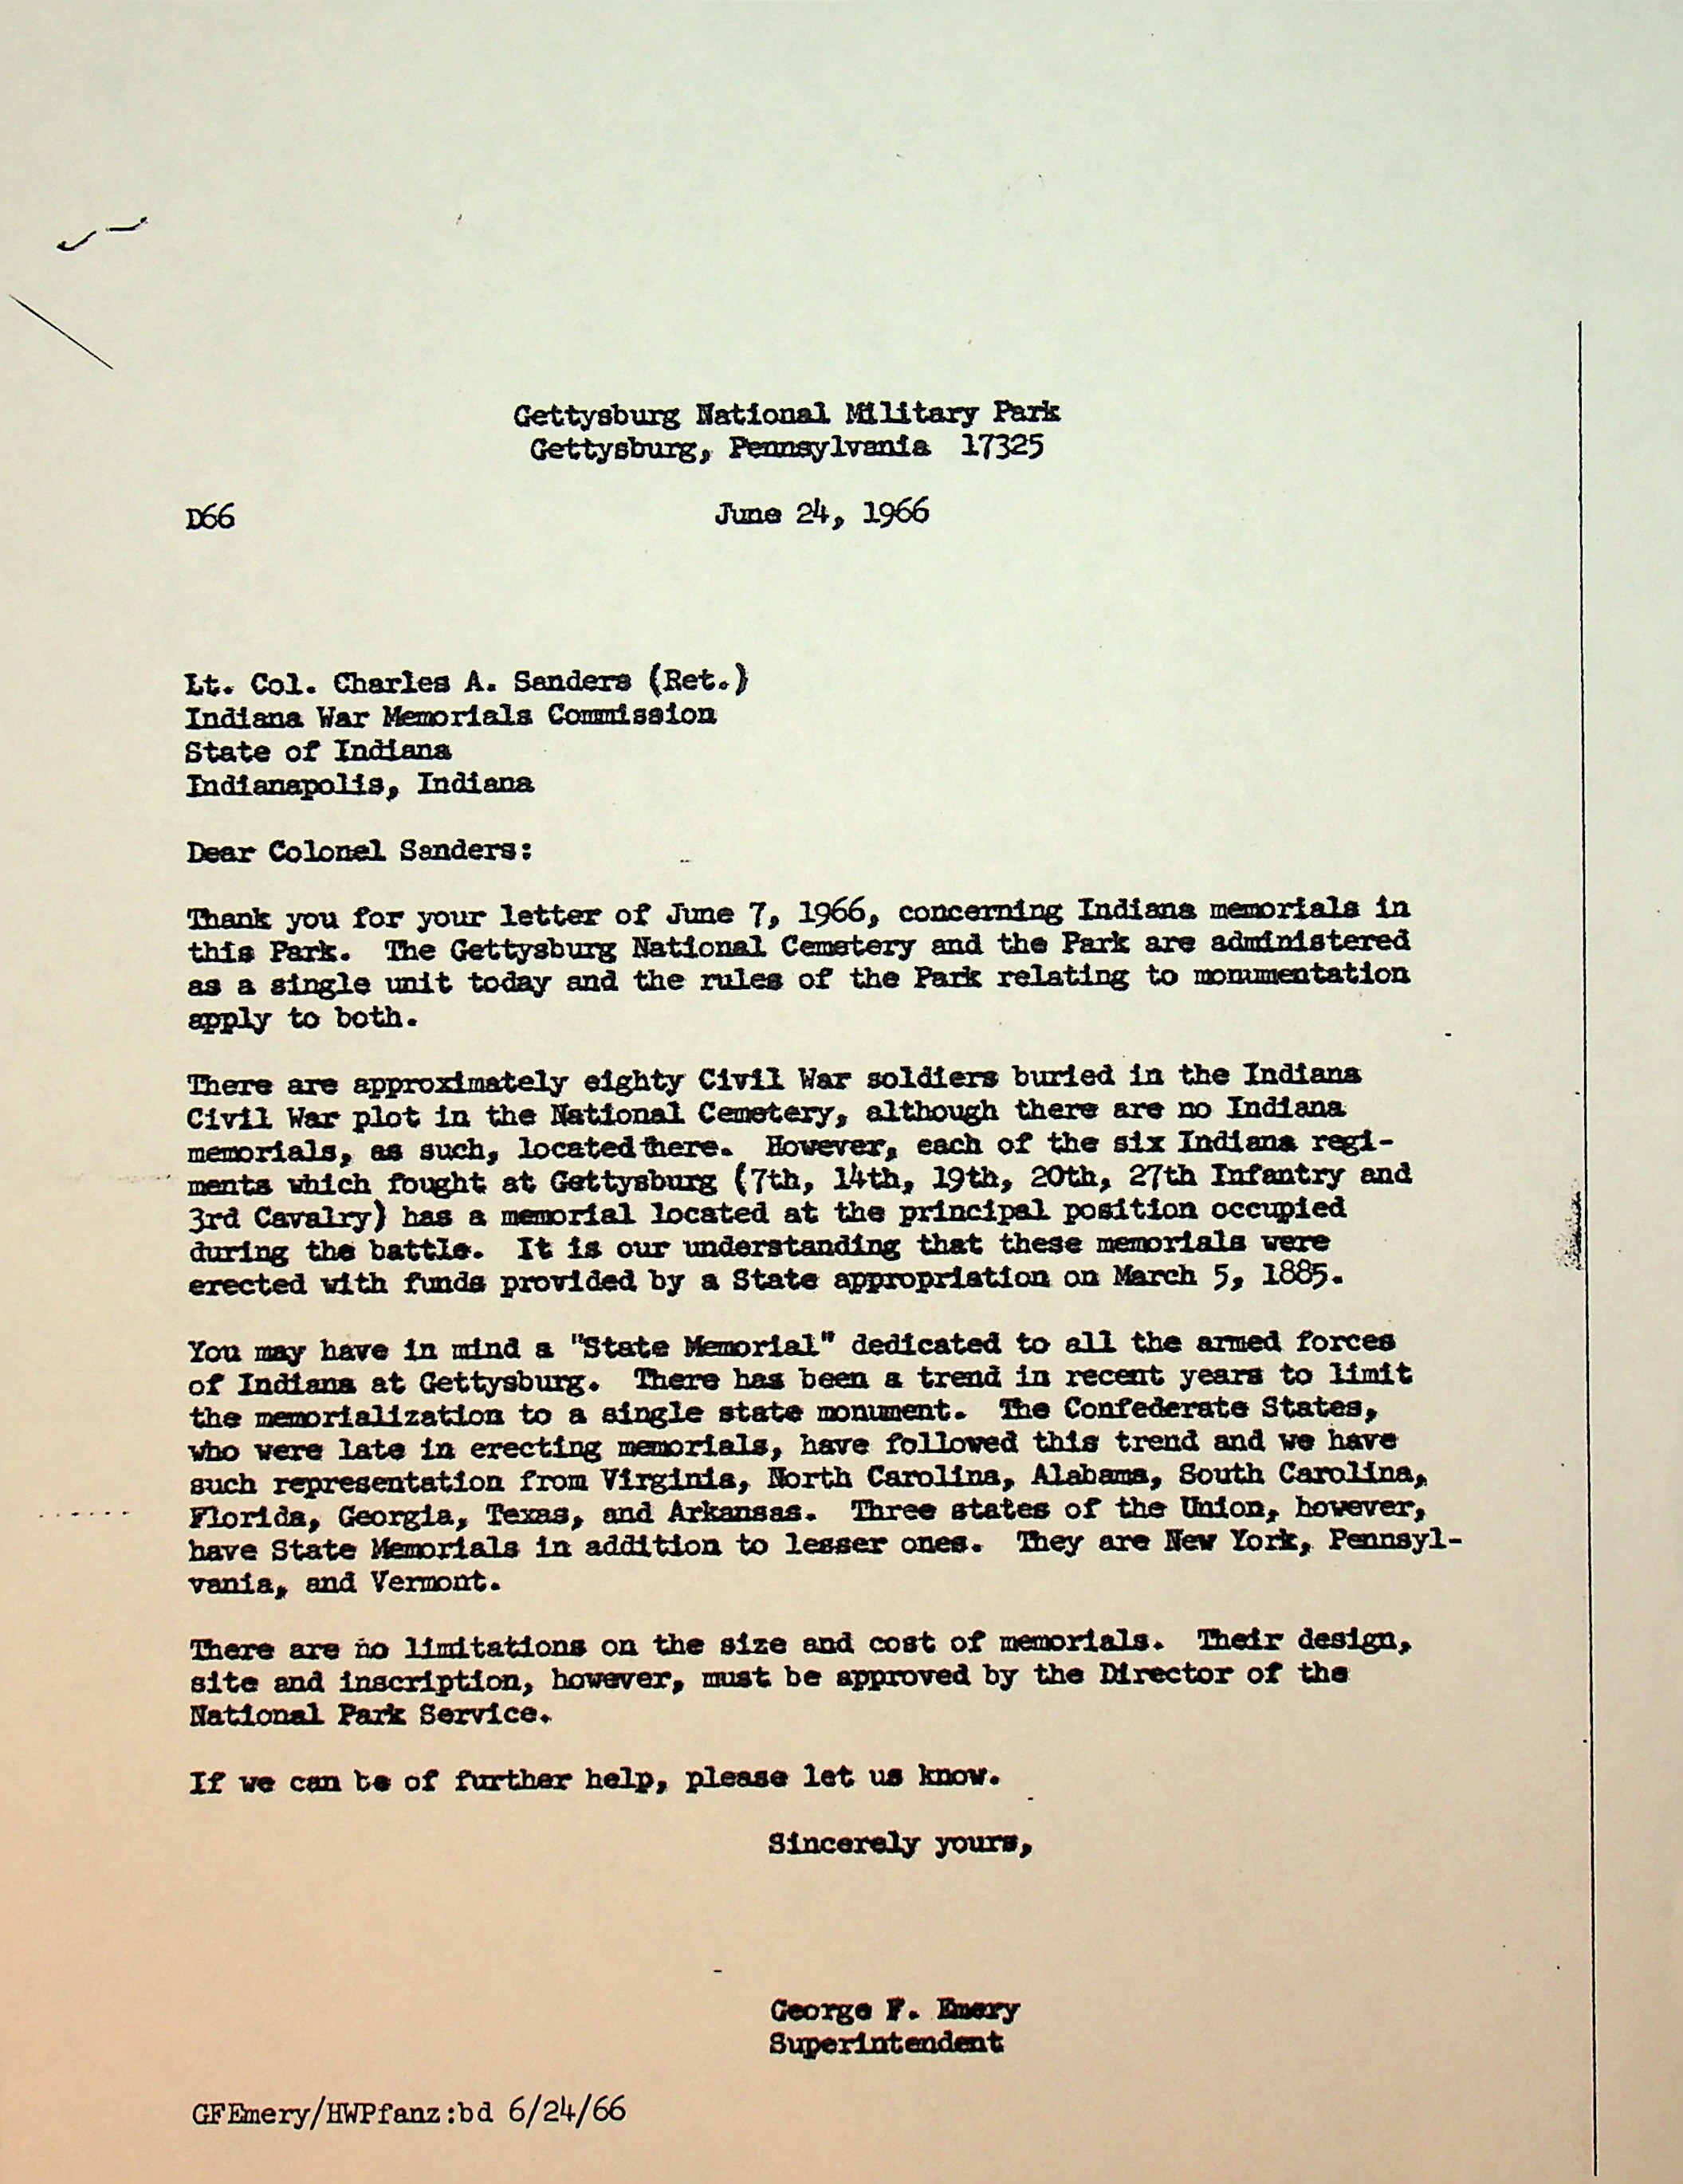 Gettysburg National Military Park
Gettysburg, Pennsylvania 17325
D66 June 24, 1966
Lt. Col. Charles A. Sanders (Ret.)
Indiana War Memorials Commission
State of Indiana
Indianapolis, Indiana
Dear Colonel Sanders:
Thank you for your letter of June 7, 1966, concerning Indiana memorials in
this Park. The Gettysburg National Cemetery and the Park are administered
as a single unit today and the rules of the Park relating to monumentation
apply to both.
There are approximately eighty Civil War soldiers buried in the Indiana
Civil War plot in the National Cemetery, although there are no Indiana
memorials, as such, located there. However, each of the six Indiana regi-
ments which fought at Gettysburg (7th, 14th, 19th, 20th, 27th Infantry and
3rd Cavalry) has a memorial located at the principal position occupied
during the battle. It is our understanding that these memorials were
erected with funds provided by a State appropriation on March 5, 1885.
You may have in mind a "State Memorial" dedicated to all the armed forces
of Indiana at Gettysburg. There has been a trend in recent years to limit
the memorialization to a single state monument. The Confederate States,
who were late in erecting memorials, have followed this trend and we have
such representation from Virginia, North Carolina, Alabama, South Carolina,
Florida, Georgia, Texas, and Arkansas. Three states of the Union, however,
have State Memorials in addition to lesser ones. They are New York, Pennsyl-
vania, and Vermont.
There are no limitations on the size and cost of memorials. Their design,
site and inscription, however, must be approved by the Director of the
National Park Service.
If we can be of further help, please let us know.
Sincerely yours,
George F. Emery
Superintendent
GFEmery/HWPfanz:bd 6/24/66